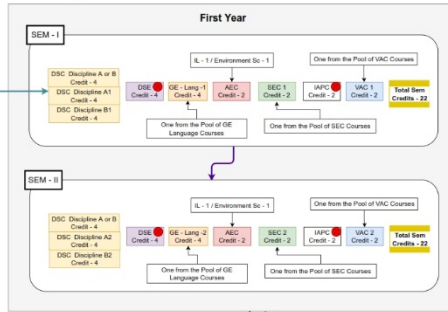 First Year
SEM - I
IL - 1 / Environment Sc - 1
One from the Pool of VAC Courses
DSC Discipline A or B
Credit - 4
DSC Discipline A1
Credit - 4
DSC Discipline B1
Credit - 4
DSE
Credit - 4
GE - Lang -1
Credit - 4
AEC
Credit - 2
SEC 1
Credit - 2
IAPC
Credit - 2
VAC 1
Credit - 2
Total Sem
Credits - 22
One from the Pool of GE
Language Courses
One from the Pool of SEC Courses
SEM - II
IL - 1 / Environment Sc - 1
One from the Pool of VAC Courses
DSC Discipline A or B
Credit - 4
DSC Discipline A2
Credit - 4
DSC Discipline B2
Credit - 4
DSE
Credit - 4
GE - Lang -2
Credit - 4
AEC
Credit - 2
SEC 2
Credit - 2
IAPC
Credit - 2
VAC 2
Credit - 2
Total Sem
Credits - 22
One from the Pool of GE
Language Courses
One from the Pool of SEC Courses